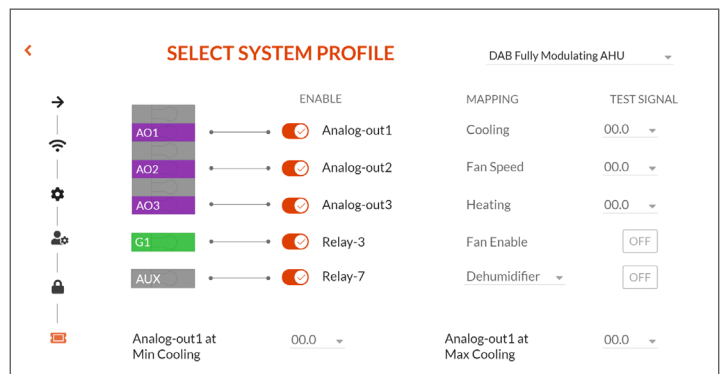 SELECT SYSTEM PROFILE
DAB Fully Modulating AHU
ENABLE
MAPPING
TEST SIGNAL
AO1
Analog-out1
Cooling
00.0
AO2
Analog-out2
Fan Speed
00.0
AO3
Analog-out3
Heating
00.0
G1
Relay-3
Fan Enable
OFF
AUX
Relay-7
Dehumidifier
OFF
Analog-out1 at
Min Cooling
00.0
Analog-out1 at
Max Cooling
00.0